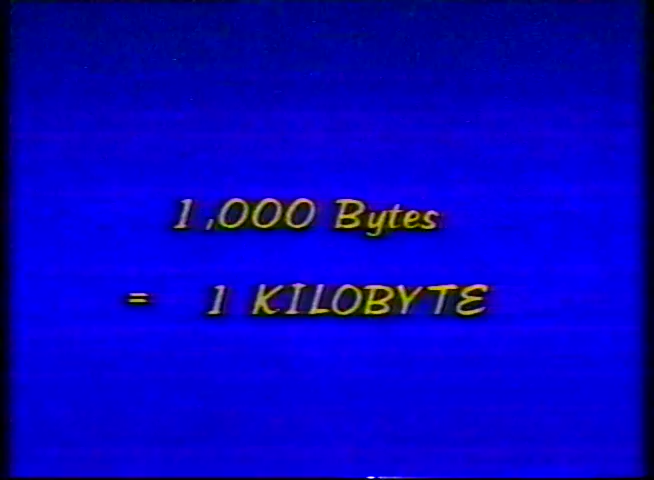 1,000 Bytes
= 1 KILOBYTE